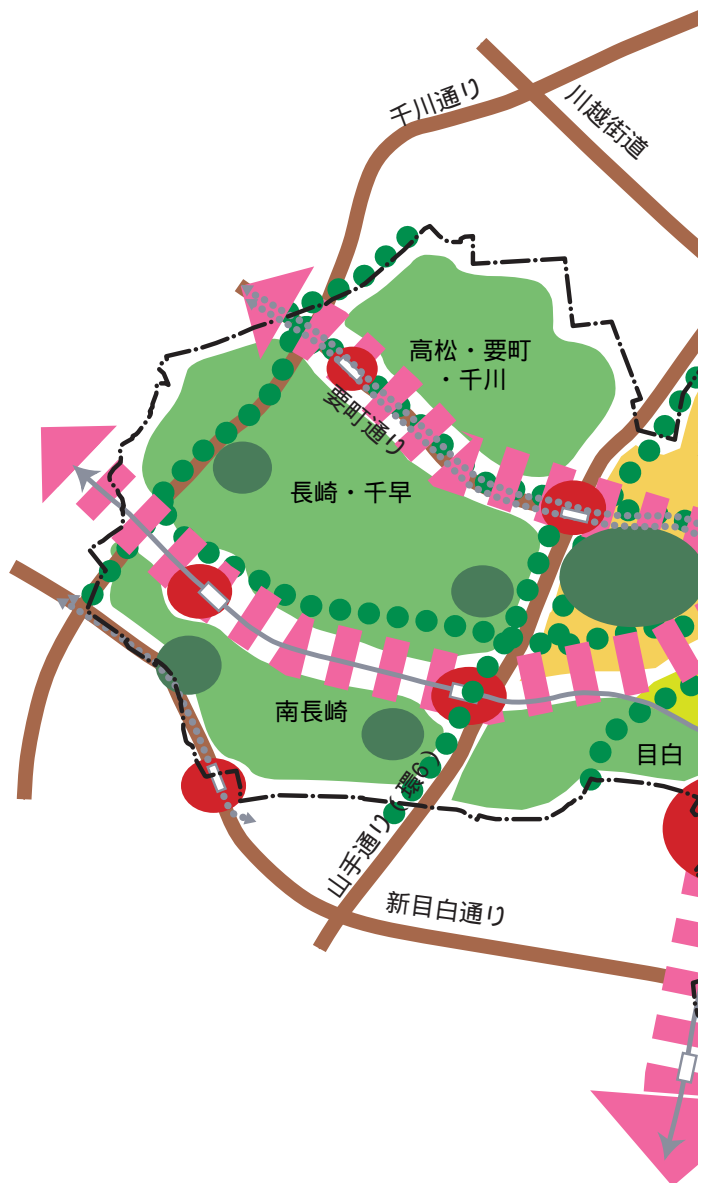 千川通り
川越街道
高松・要町
・千川
要町通り
長崎・千早
南長崎
目白
山手通り(環6)
新目白通り